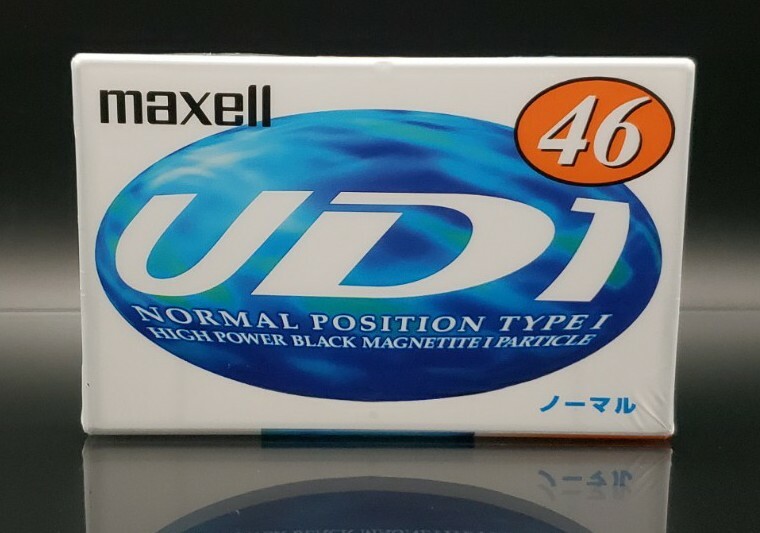 maxell
46
UD1
NORMAL POSITION TYPE I
HIGH POWER BLACK MAGNETITE I PARTICLE
ノーマル